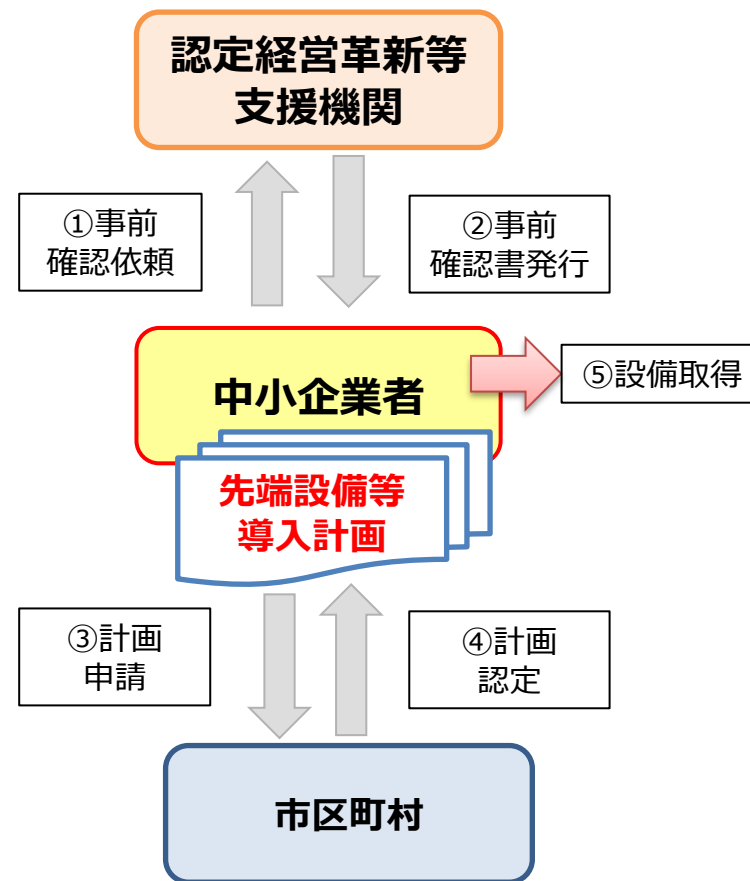 認定経営革新等
支援機関
①事前
確認依頼
②事前
確認書発行
中小企業者
⑤設備取得
先端設備等
導入計画
③計画
申請
④計画
認定
市区町村